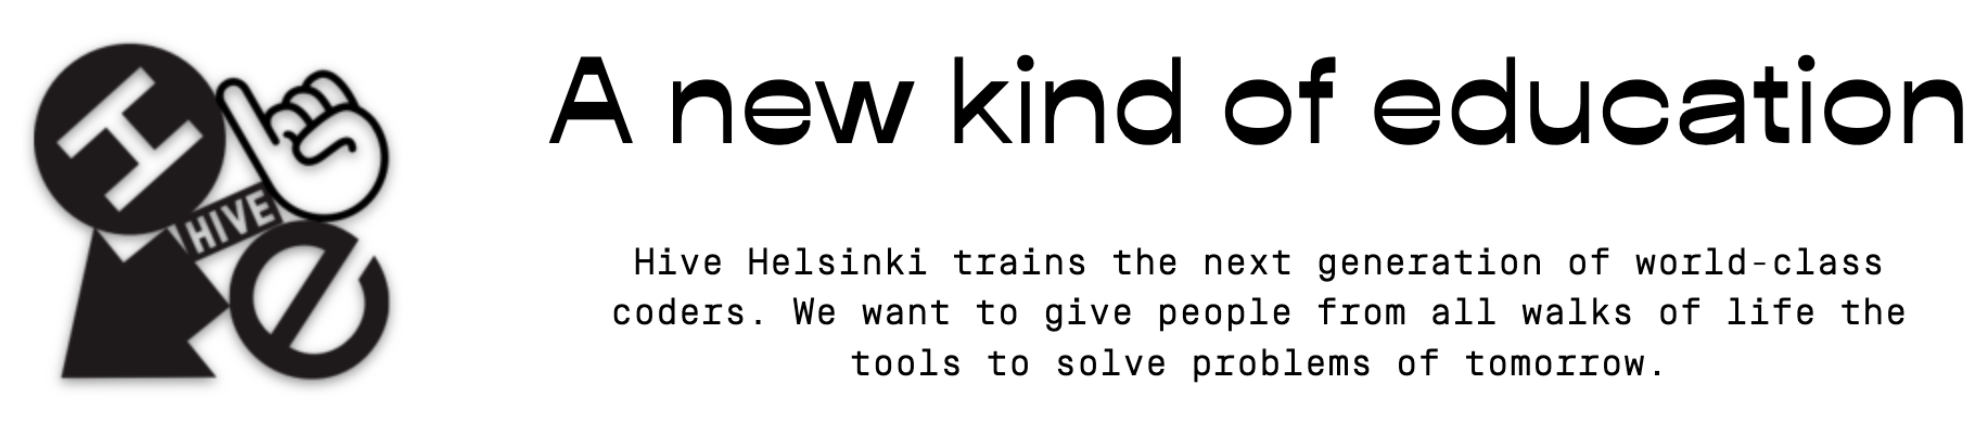 H
HIVE
e
A new kind of education
Hive Helsinki trains the next generation of world-class
coders. We want to give people from all walks of life the
tools to solve problems of tomorrow.